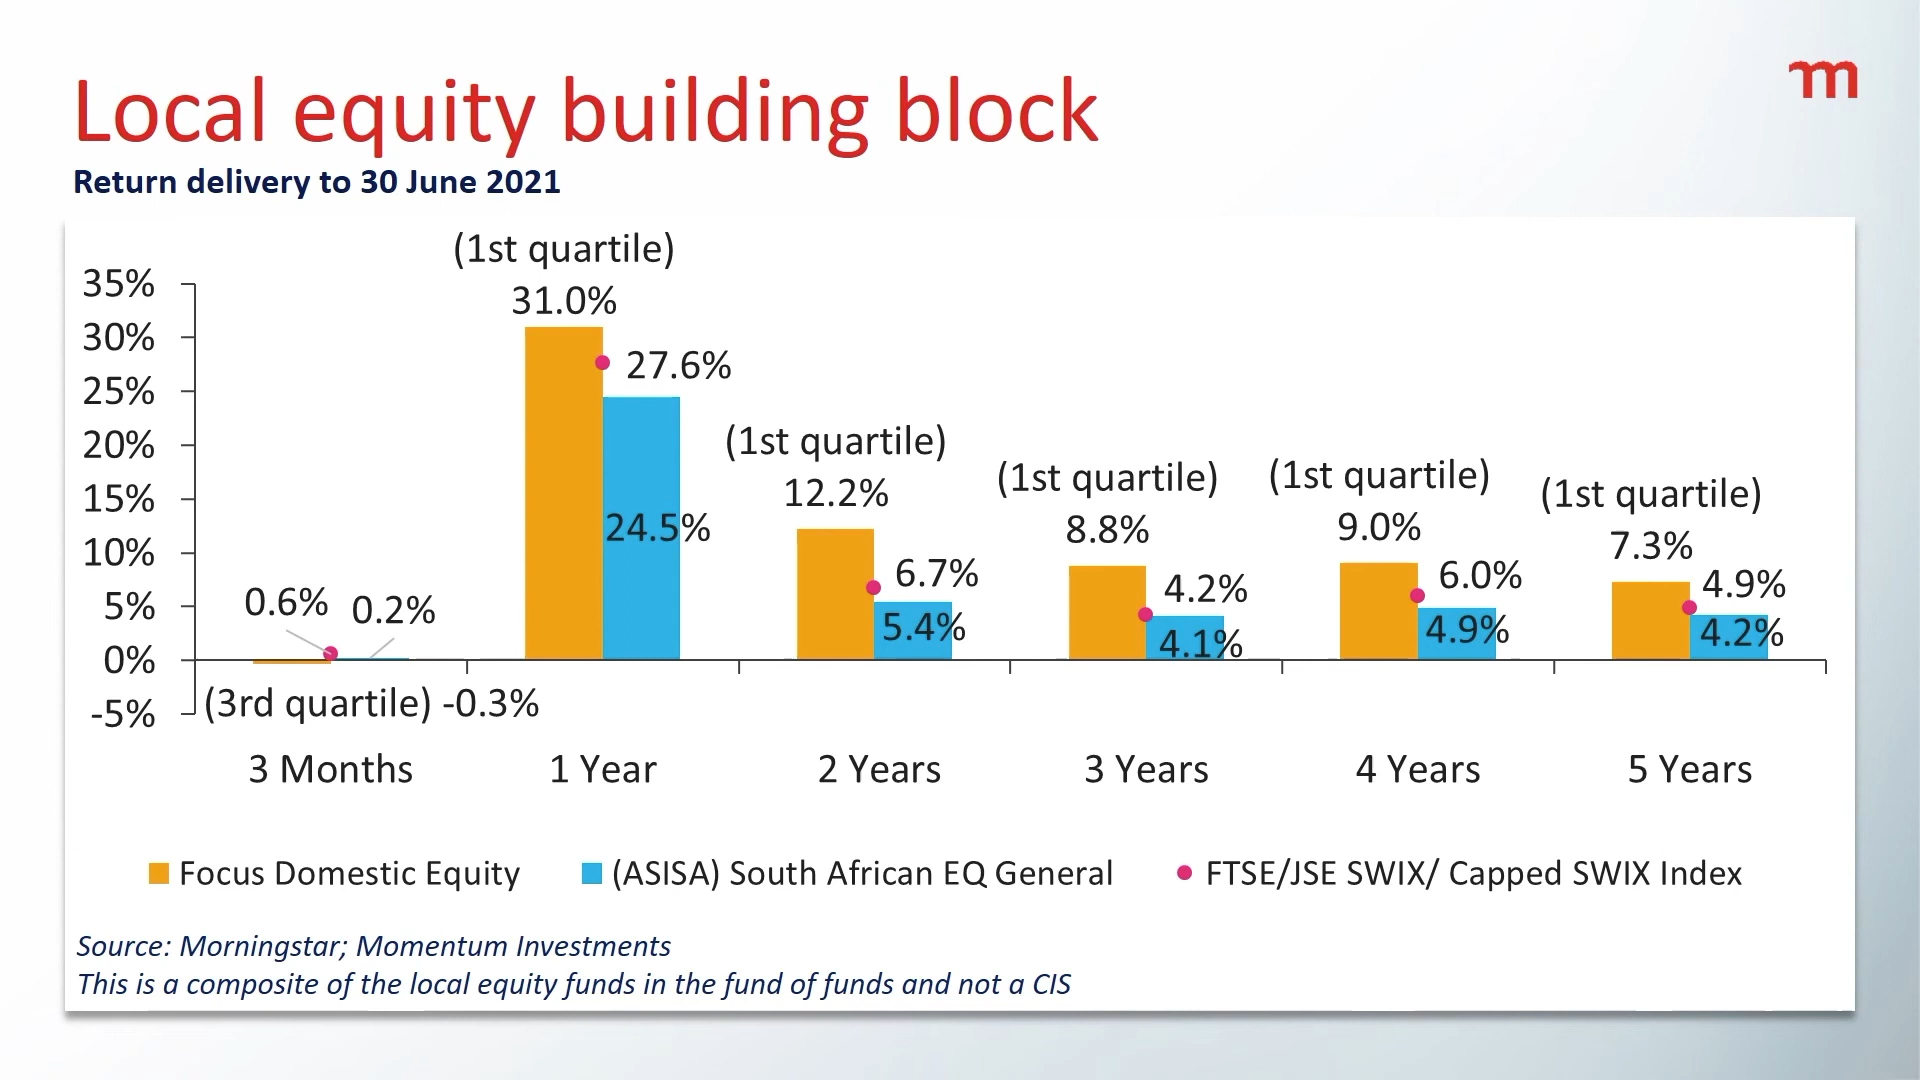 Local equity building block
Return delivery to 30 June 2021
(1st quartile)
31.0%
27.6%
24.5%
(1st quartile)
12.2%
6.7%
5.4%
(1st quartile)
8.8%
4.2%
4.1%
(1st quartile)
9.0%
6.0%
4.9%
(1st quartile)
7.3%
4.9%
4.2%
0.6%
0.2%
(3rd quartile) -0.3%
35%
30%
25%
20%
15%
10%
5%
0%
-5%
3 Months
1 Year
2 Years
3 Years
4 Years
5 Years
Focus Domestic Equity
(ASISA) South African EQ General
FTSE/JSE SWIX/ Capped SWIX Index
Source: Morningstar; Momentum Investments
This is a composite of the local equity funds in the fund of funds and not a CIS
m